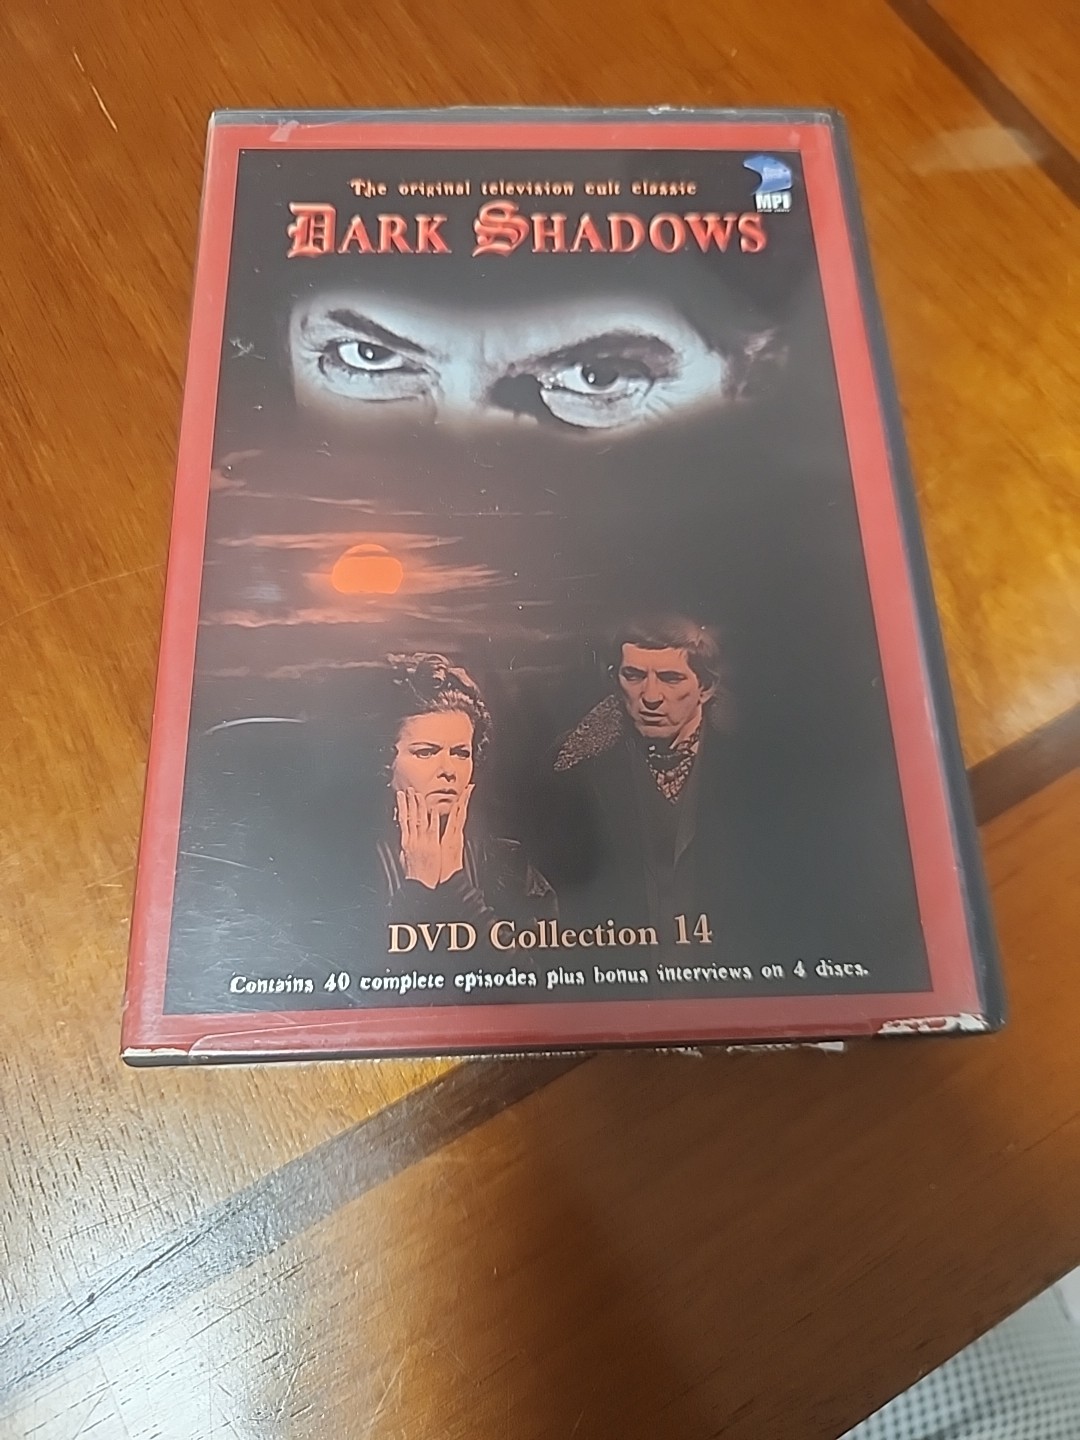 The original television cult classic
MPI
DARK SHADOWS
DVD Collection 14
Contains 40 complete episodes plus bonus interviews on 4 discs.